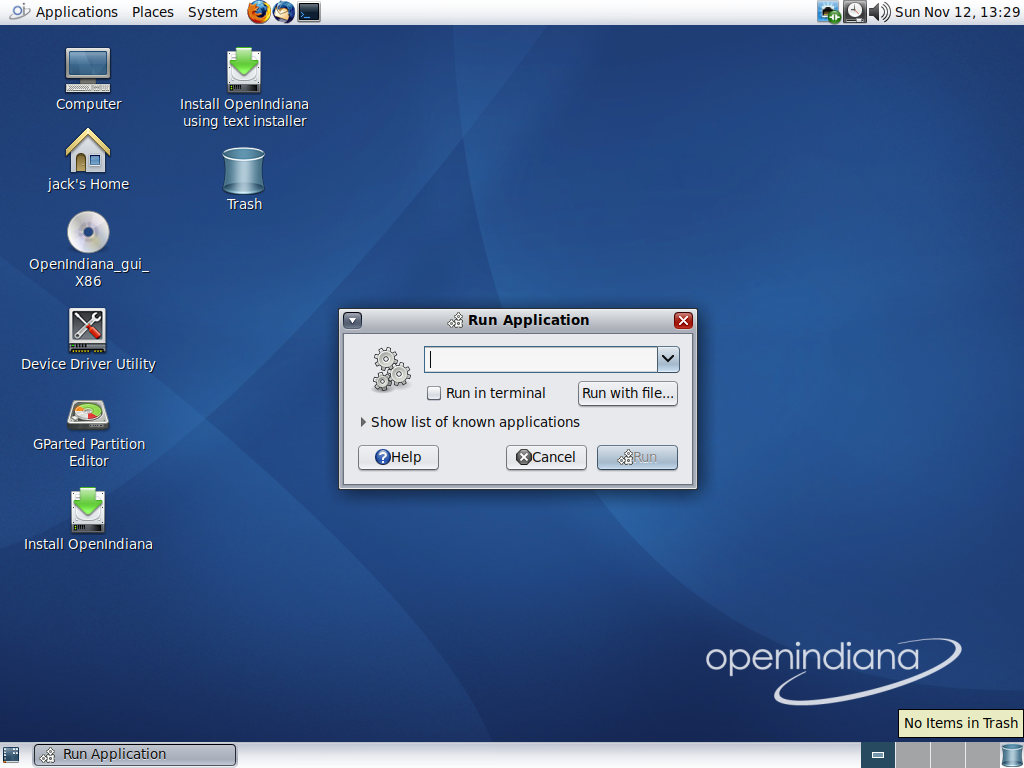 Applications Places System Sun Nov 12, 13:29
Computer
Install OpenIndiana
using text installer
jack's Home
Trash
OpenIndiana_gui_
X86
Device Driver Utility
GParted Partition
Editor
Install OpenIndiana
Run Application
Run in terminal
Run with file...
Show list of known applications
Help
Cancel
Run
openindiana
No Items in Trash
Run Application